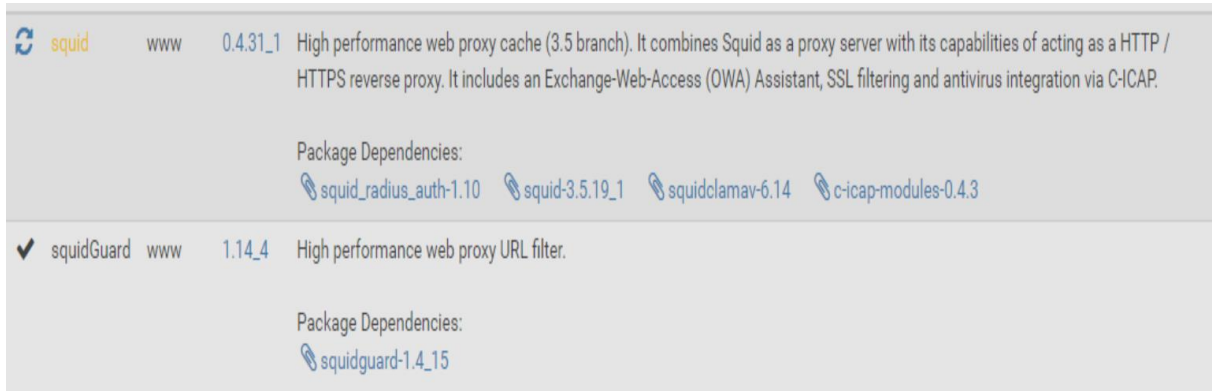 squid www 0.4.31_1 High performance web proxy cache (3.5 branch). It combines Squid as a proxy server with its capabilities of acting as a HTTP /
HTTPS reverse proxy. It includes an Exchange-Web-Access (OWA) Assistant, SSL filtering and antivirus integration via C-ICAP.
Package Dependencies:
squid_radius_auth-1.10 squid-3.5.19_1 squidclamav-6.14 c-icap-modules-0.4.3
squidGuard www 1.14_4 High performance web proxy URL filter.
Package Dependencies:
squidguard-1.4_15